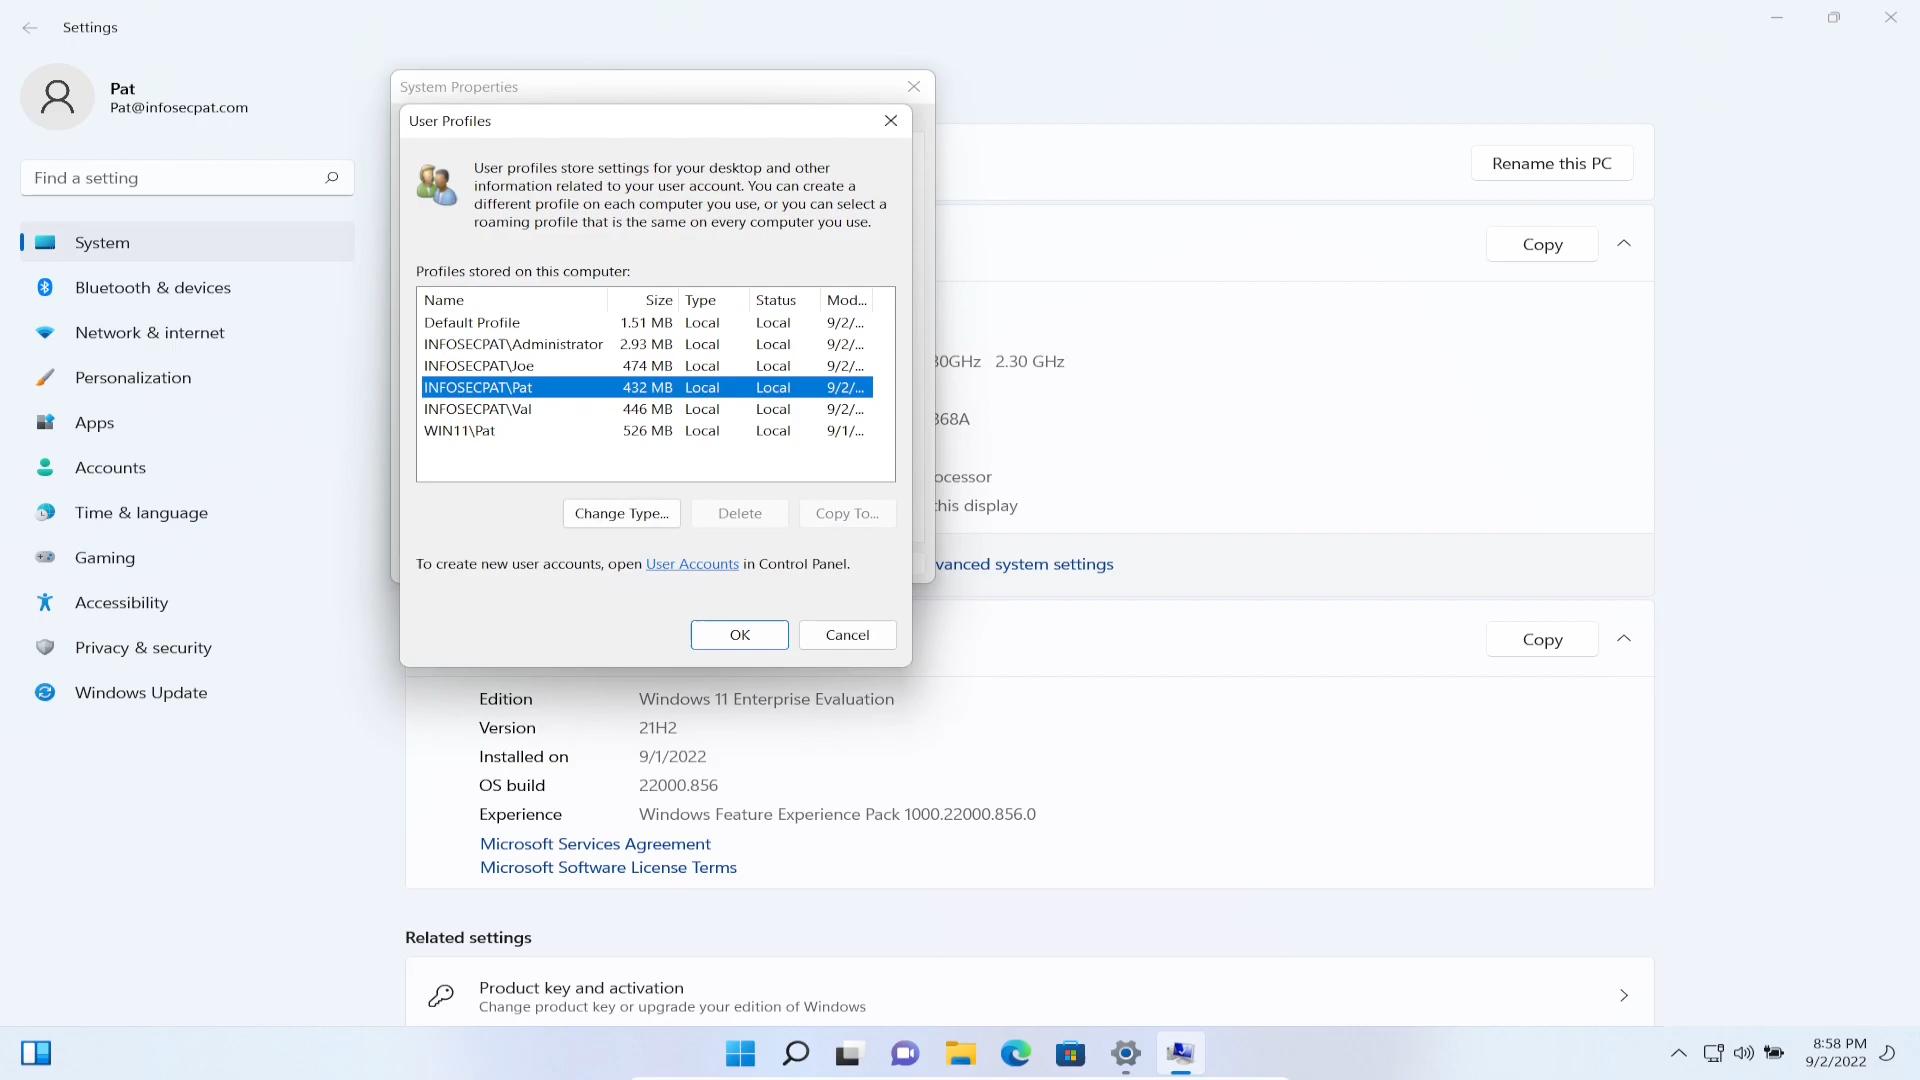 Settings
Pat
Pat@infosecpat.com
Find a setting
System
Bluetooth & devices
Network & internet
Personalization
Apps
Accounts
Time & language
Gaming
Accessibility
Privacy & security
Windows Update
System Properties
User Profiles
User profiles store settings for your desktop and other
information related to your user account. You can create a
different profile on each computer you use, or you can select a
roaming profile that is the same on every computer you use.
Profiles stored on this computer:
Name Size Type Status Mod...
Default Profile 1.51 MB Local Local 9/2/...
INFOSECPAT\Administrator 2.93 MB Local Local 9/2/...
INFOSECPAT\Joe 474 MB Local Local 9/2/...
INFOSECPAT\Pat 432 MB Local Local 9/2/...
INFOSECPAT\Val 446 MB Local Local 9/2/...
WIN11\Pat 526 MB Local Local 9/1/...
Change Type... Delete Copy To...
To create new user accounts, open User Accounts in Control Panel.
OK Cancel
Rename this PC
Copy
30GHz 2.30 GHz
368A
ocessor
this display
vanced system settings
Copy
Edition Windows 11 Enterprise Evaluation
Version 21H2
Installed on 9/1/2022
OS build 22000.856
Experience Windows Feature Experience Pack 1000.22000.856.0
Microsoft Services Agreement
Microsoft Software License Terms
Related settings
Product key and activation
Change product key or upgrade your edition of Windows
8:58 PM
9/2/2022